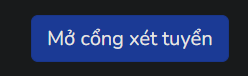 Mở cổng xét tuyển